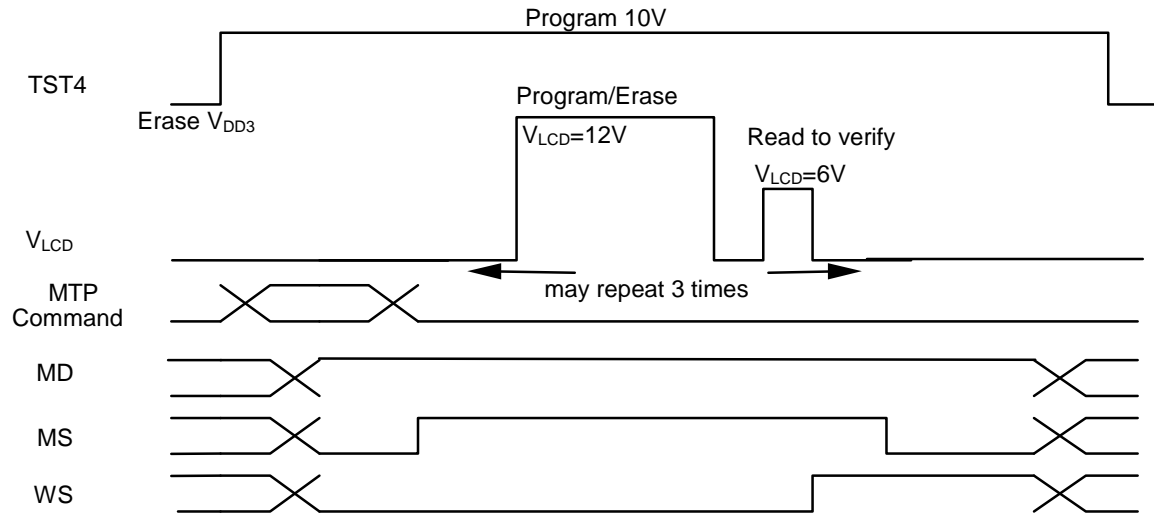 Program 10V
TST4
Erase VDD3
Program/Erase
VLCD=12V
Read to verify
VLCD=6V
VLCD
may repeat 3 times
MTP
Command
MD
MS
WS